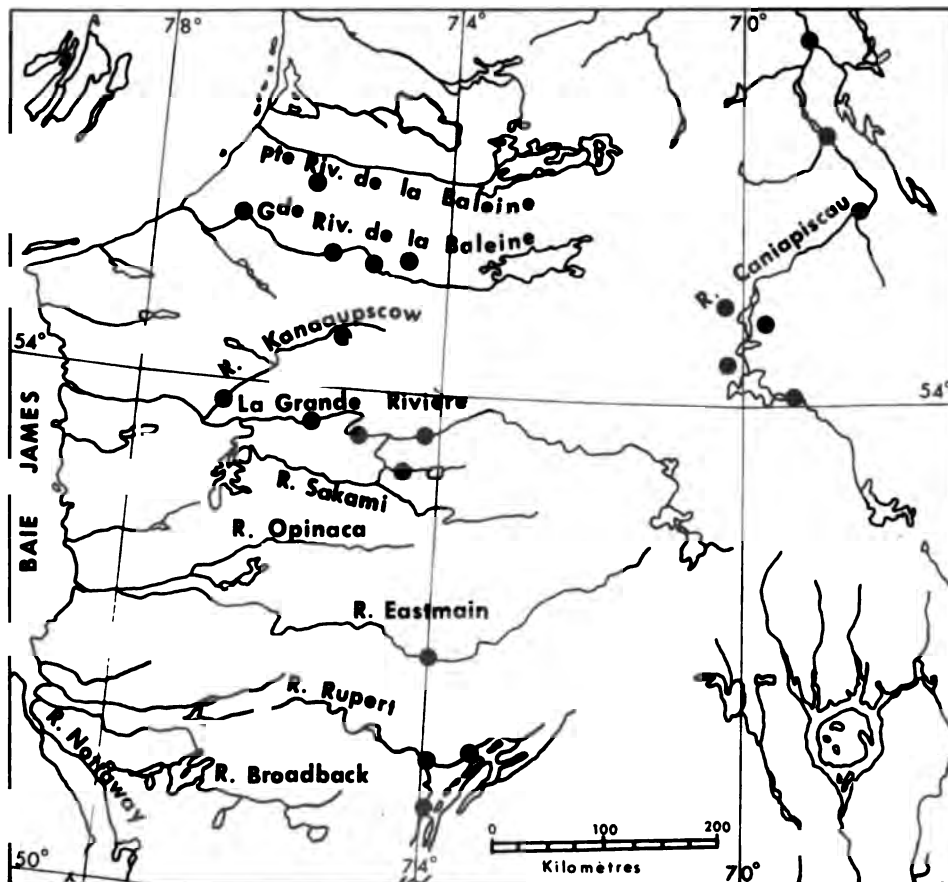 78° 74° 70°
Pte Riv. de la Baleine
Gde Riv. de la Baleine
R. Caniapiscau
R. Kanaaupscow
54°
54°
La Grande Rivière
BAIE JAMES
R. Sakami
R. Opinaca
R. Eastmain
R. Rupert
R. Nottaway
R. Broadback
0 100 200
Kilomètres
50° 74° 70°